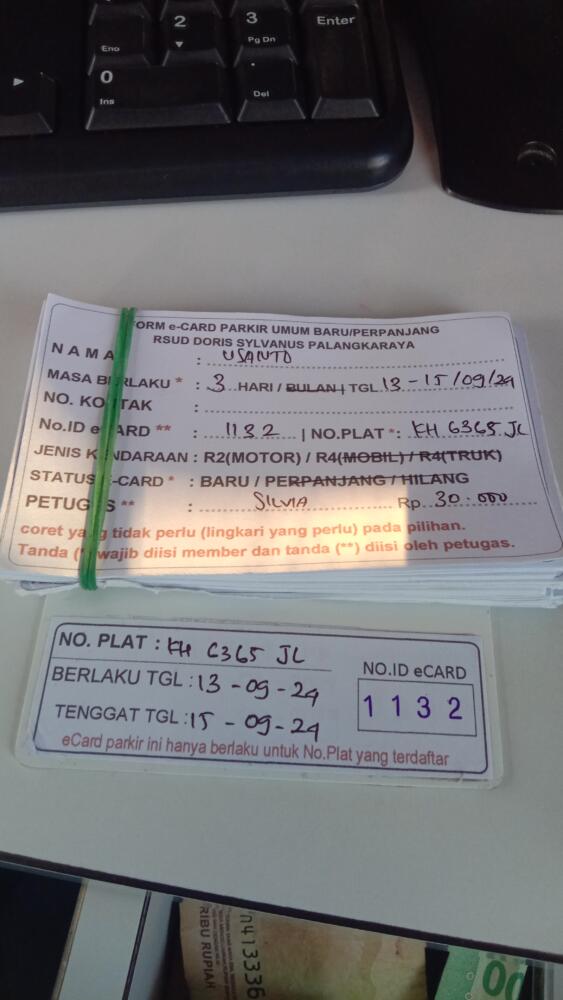 2
3
Enter
Eno
▼
Pg Dn
0
.
Ins
Del
FORM e-CARD PARKIR UMUM BARU/PERPANJANG
RSUD DORIS SYLVANUS PALANGKARAYA
NAMA : USANTO
MASA BERLAKU * : 3 HARI / BULAN | TGL 13 - 15/09/24
NO. KONTAK :
No.ID eCARD ** : 1132 | NO.PLAT *: KH 6365 JL
JENIS KENDARAAN : R2(MOTOR) / R4(MOBIL) / R4(TRUK)
STATUS E-CARD * : BARU / PERPANJANG / HILANG
PETUGAS ** : SILVIA Rp. 30.000
coret yang tidak perlu (lingkari yang perlu) pada pilihan.
Tanda (*) wajib diisi member dan tanda (**) diisi oleh petugas.
NO. PLAT : KH 6365 JL
BERLAKU TGL : 13 - 09 - 24
NO.ID eCARD
1132
TENGGAT TGL : 15 - 09 - 24
eCard parkir ini hanya berlaku untuk No.Plat yang terdaftar
RIBU RUPIAH